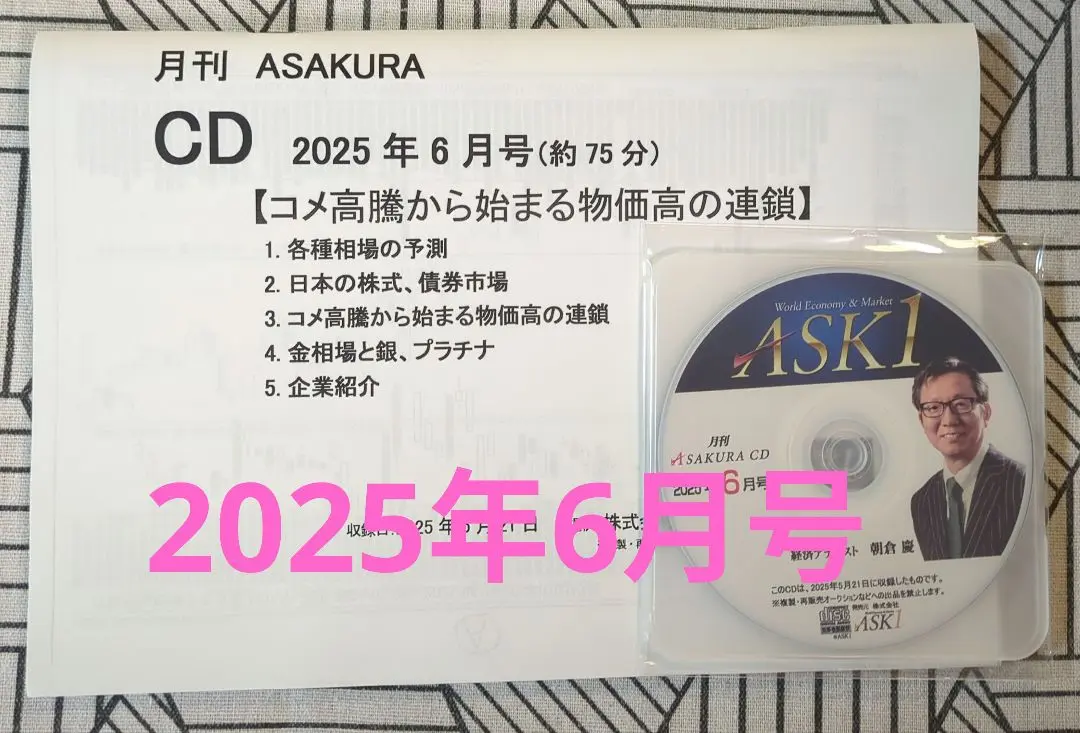 月刊 ASAKURA
CD 2025 年 6 月号(約 75 分)
【コメ高騰から始まる物価高の連鎖】
1. 各種相場の予測
2. 日本の株式、債券市場
3. コメ高騰から始まる物価高の連鎖
4. 金相場と銀、プラチナ
5. 企業紹介
2025年6月号
World Economy & Market
ASK1
月刊
ASAKURA CD
6月号
朝倉 慶
このCDは、2025年5月21日に収録したものです。
※複製・再販売オークションなどへの出品を禁止します。
発売元 株式会社
ASK1